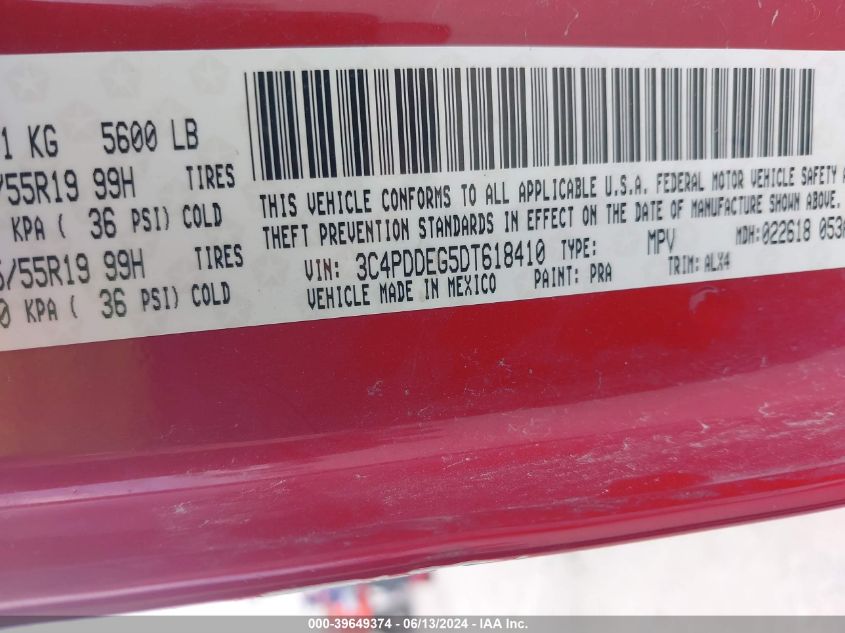 1 KG 5600 LB
/55R19 99H TIRES
KPA ( 36 PSI) COLD
/55R19 99H TIRES
0 KPA ( 36 PSI) COLD
THIS VEHICLE CONFORMS TO ALL APPLICABLE U.S.A. FEDERAL MOTOR VEHICLE SAFETY A
THEFT PREVENTION STANDARDS IN EFFECT ON THE DATE OF MANUFACTURE SHOWN ABOVE.
VIN: 3C4PDDEG5DT618410 TYPE: MPV MDH:022618 053
VEHICLE MADE IN MEXICO PAINT: PRA TRIM: ALX4
000-39649374 - 06/13/2024 - IAA Inc.